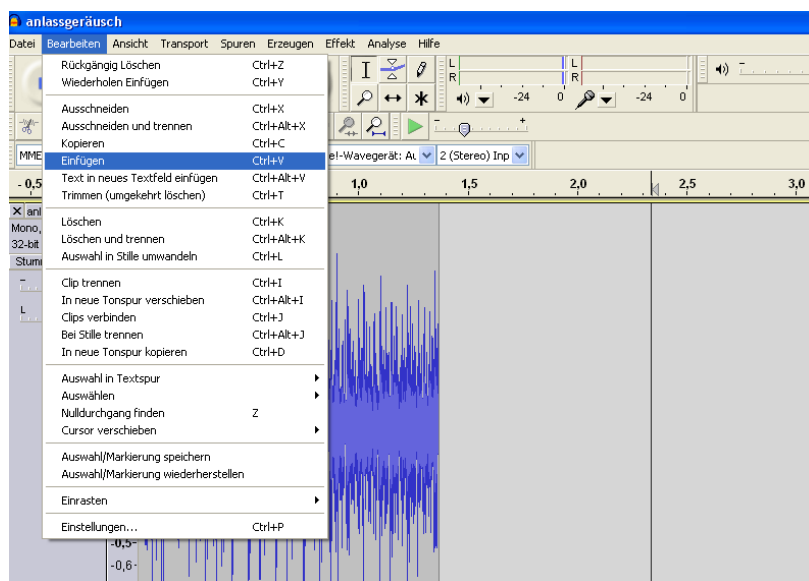 anlassgeräusch
Datei Bearbeiten Ansicht Transport Spuren Erzeugen Effekt Analyse Hilfe
Rückgängig Löschen Ctrl+Z
Wiederholen Einfügen Ctrl+Y
Ausschneiden Ctrl+X
Ausschneiden und trennen Ctrl+Alt+X
Kopieren Ctrl+C
Einfügen Ctrl+V
Text in neues Textfeld einfügen Ctrl+Alt+V
Trimmen (umgekehrt löschen) Ctrl+T
Löschen Ctrl+K
Löschen und trennen Ctrl+Alt+K
Auswahl in Stille umwandeln Ctrl+L
Clip trennen Ctrl+I
In neue Tonspur verschieben Ctrl+Alt+I
Clips verbinden Ctrl+J
Bei Stille trennen Ctrl+Alt+J
In neue Tonspur kopieren Ctrl+D
Auswahl in Textspur
Auswählen
Nulldurchgang finden Z
Cursor verschieben
Auswahl/Markierung speichern
Auswahl/Markierung wiederherstellen
Einrasten
Einstellungen... Ctrl+P
L L
R R
-24 0 -24 0
- +
MME e!-Wavegerät: Au 2 (Stereo) Inp
- 0,5 1,0 1,5 2,0 2,5 3,0
X anl
Mono,
32-bit
Stumm
-
L
-0,5-
-0,6-